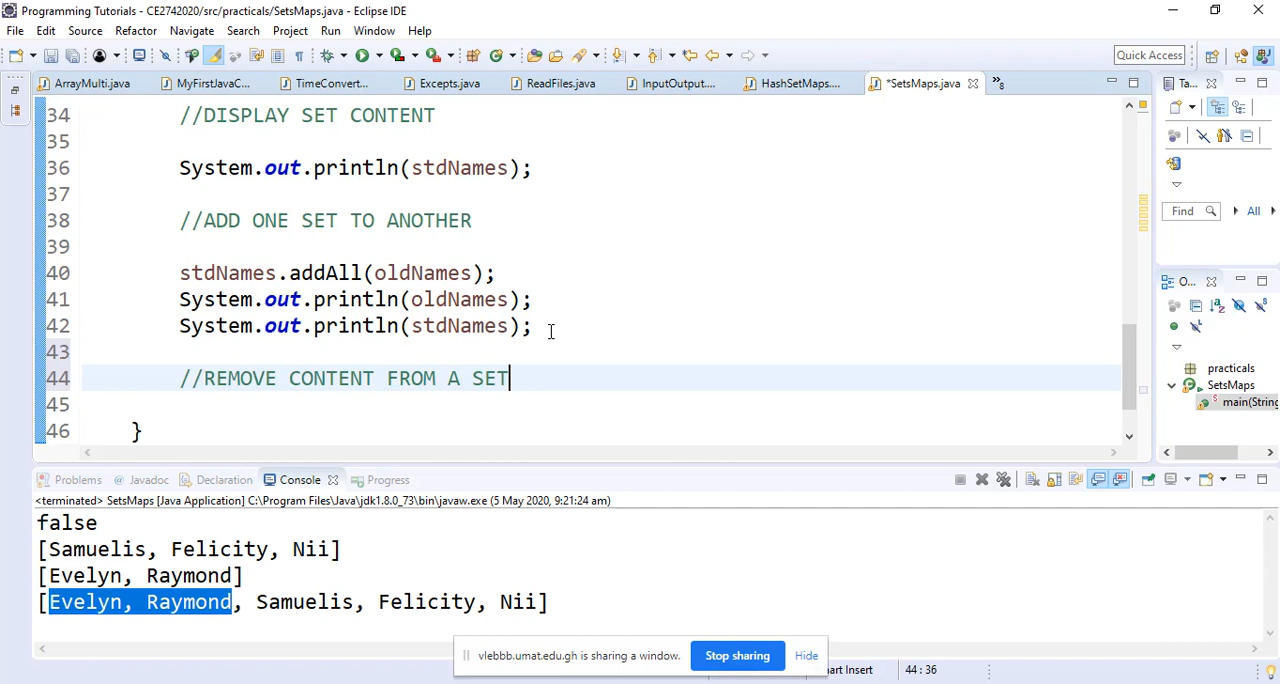 Programming Tutorials - CE2742020/src/practicals/SetsMaps.java - Eclipse IDE
File Edit Source Refactor Navigate Search Project Run Window Help
Quick Access
ArrayMulti.java MyFirstJavaC... TimeConvert... Excepts.java ReadFiles.java InputOutput.... HashSetMaps.... *SetsMaps.java »8 Ta...
34 //DISPLAY SET CONTENT
35
36 System.out.println(stdNames);
37
38 //ADD ONE SET TO ANOTHER
39
40 stdNames.addAll(oldNames);
41 System.out.println(oldNames);
42 System.out.println(stdNames);
43
44 //REMOVE CONTENT FROM A SET
45
46 }
Find All
O...
practicals
SetsMaps
main(String
Problems Javadoc Declaration Console Progress
<terminated> SetsMaps [Java Application] C:\Program Files\Java\jdk1.8.0_73\bin\javaw.exe (5 May 2020, 9:21:24 am)
false
[Samuelis, Felicity, Nii]
[Evelyn, Raymond]
[Evelyn, Raymond, Samuelis, Felicity, Nii]
vlebbb.umat.edu.gh is sharing a window. Stop sharing Hide
art Insert 44 : 36